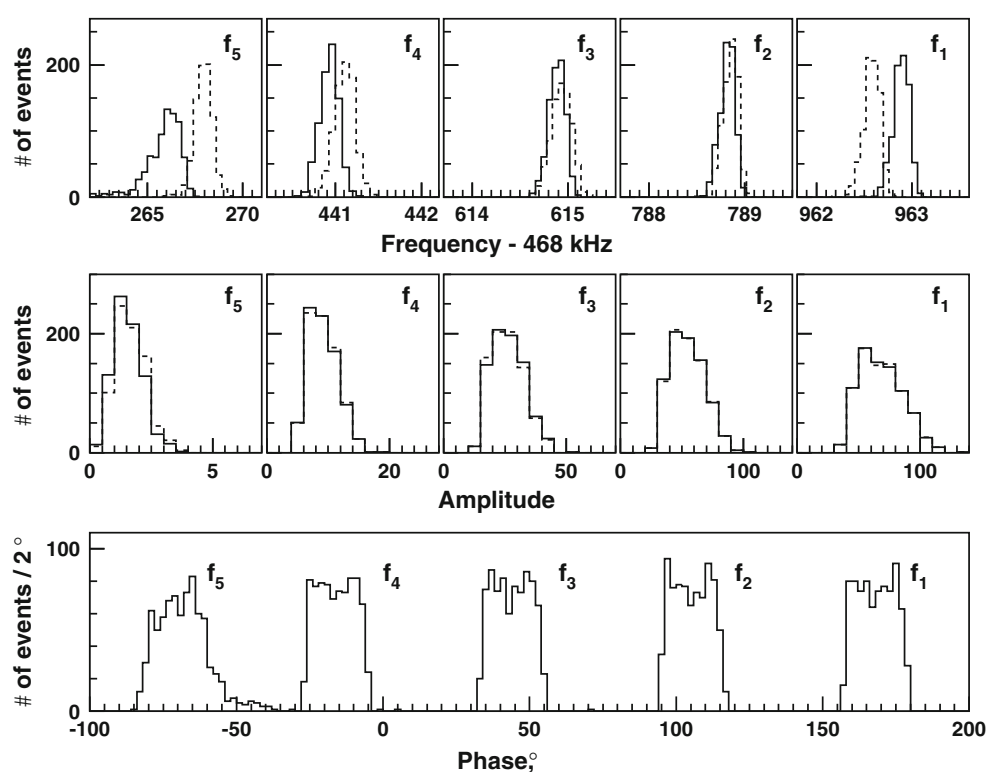 # of events
200
0
f5
f4
f3
f2
f1
265 270 441 442 614 615 788 789 962 963
Frequency - 468 kHz
# of events
200
0
f5
f4
f3
f2
f1
0 5 0 20 0 50 0 100 0 100
Amplitude
# of events / 2 °
100
0
f5
f4
f3
f2
f1
-100 -50 0 50 100 150 200
Phase,°